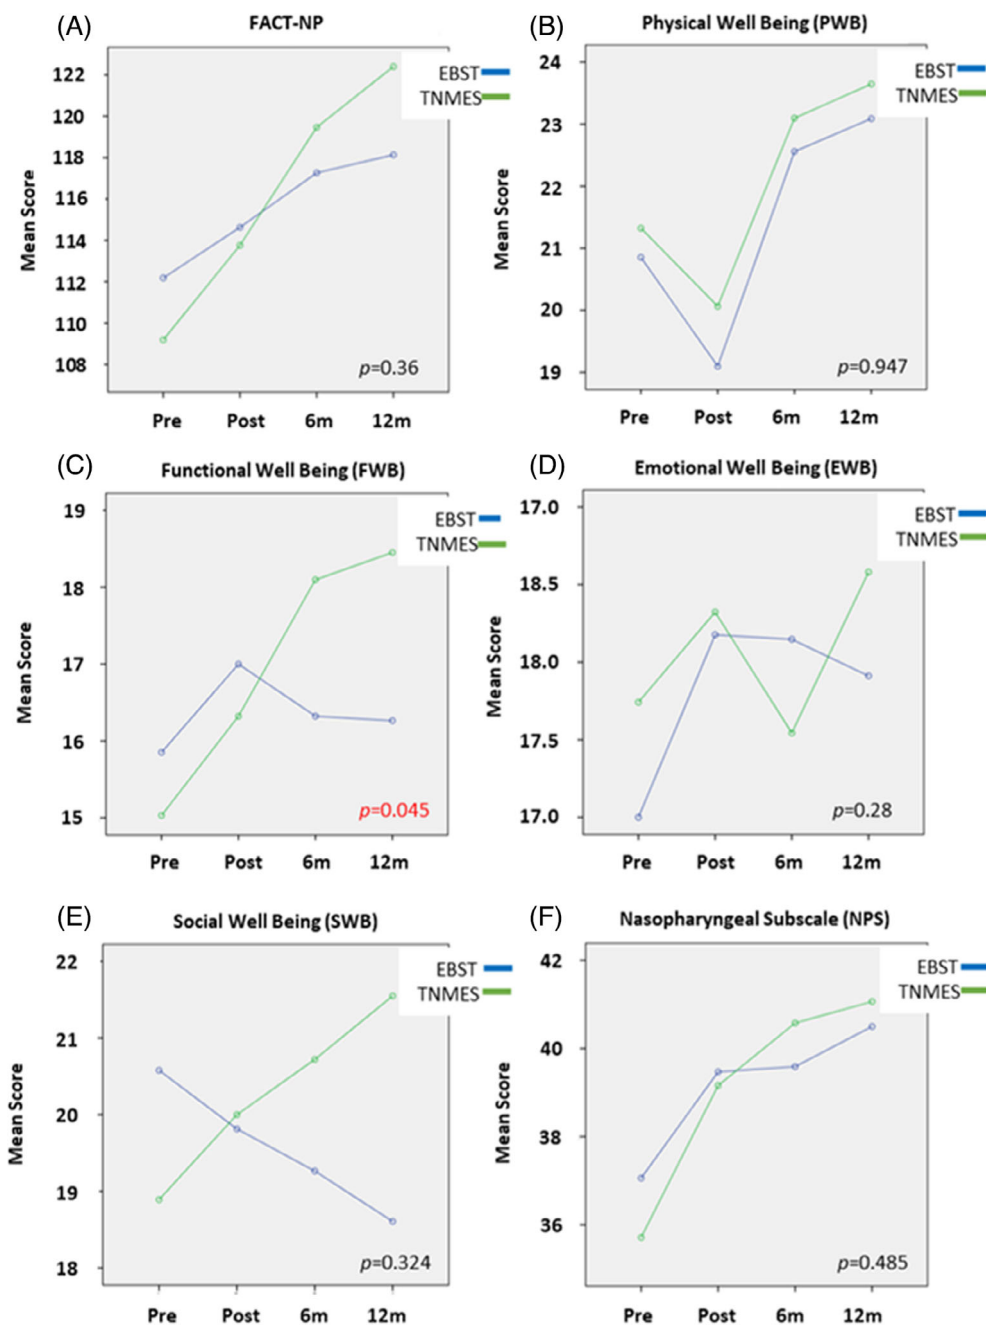 (A)
FACT-NP
EBST
TNMES
122
120
118
116
114
112
110
108
Mean Score
p=0.36
Pre Post 6m 12m
(B)
Physical Well Being (PWB)
EBST
TNMES
24
23
22
21
20
19
Mean Score
p=0.947
Pre Post 6m 12m
(C)
Functional Well Being (FWB)
EBST
TNMES
19
18
17
16
15
Mean Score
p=0.045
Pre Post 6m 12m
(D)
Emotional Well Being (EWB)
EBST
TNMES
17.0
18.5
18.0
17.5
17.0
Mean Score
p=0.28
Pre Post 6m 12m
(E)
Social Well Being (SWB)
EBST
TNMES
22
21
20
19
18
Mean Score
p=0.324
Pre Post 6m 12m
(F)
Nasopharyngeal Subscale (NPS)
EBST
TNMES
42
40
38
36
Mean Score
p=0.485
Pre Post 6m 12m